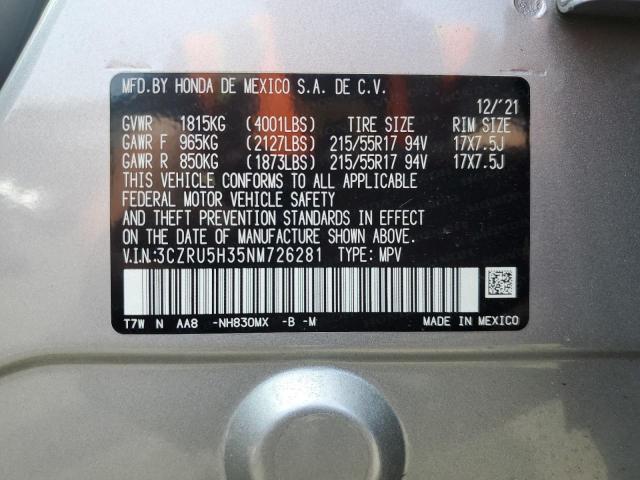 MFD.BY HONDA DE MEXICO S.A. DE C.V.
12/'21
GVWR 1815KG (4001LBS) TIRE SIZE RIM SIZE
GAWR F 965KG (2127LBS) 215/55R17 94V 17X7.5J
GAWR R 850KG (1873LBS) 215/55R17 94V 17X7.5J
THIS VEHICLE CONFORMS TO ALL APPLICABLE
FEDERAL MOTOR VEHICLE SAFETY
AND THEFT PREVENTION STANDARDS IN EFFECT
ON THE DATE OF MANUFACTURE SHOWN ABOVE.
V.I.N.:3CZRU5H35NM726281 TYPE: MPV
T7W N AA8 -NH830MX -B -M MADE IN MEXICO